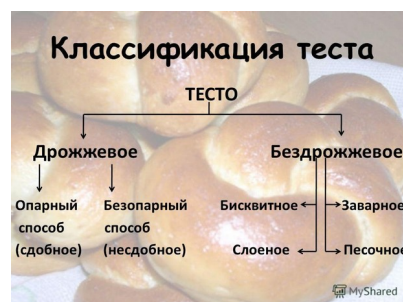 Классификация теста
ТЕСТО
Дрожжевое Бездрожжевое
Опарный способ (сдобное)
Безопарный способ (несдобное)
Бисквитное Заварное
Слоеное Песочное
MyShared